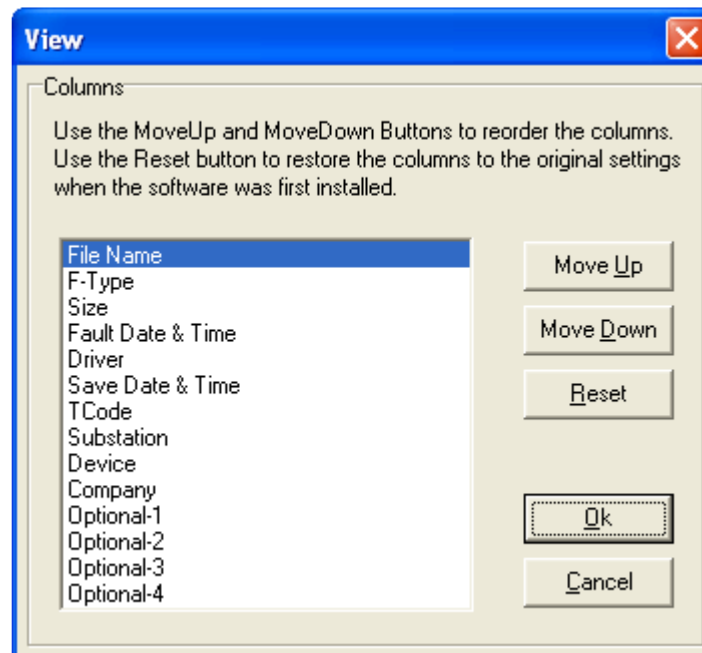 View
Columns
Use the MoveUp and MoveDown Buttons to reorder the columns.
Use the Reset button to restore the columns to the original settings
when the software was first installed.
File Name
F-Type
Size
Fault Date & Time
Driver
Save Date & Time
TCode
Substation
Device
Company
Optional-1
Optional-2
Optional-3
Optional-4
Move Up
Move Down
Reset
Ok
Cancel